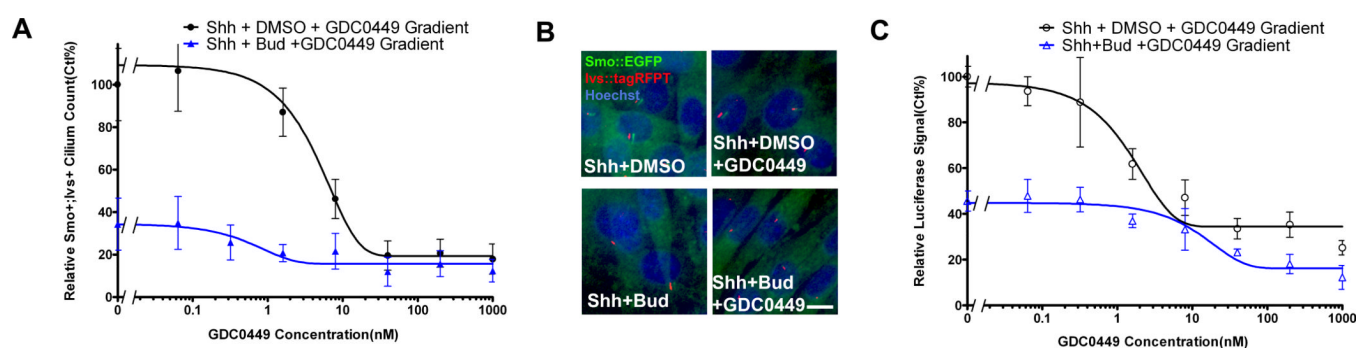 A
Shh + DMSO + GDC0449 Gradient
Shh + Bud +GDC0449 Gradient
Relative Smo+;Ivs+ Cilium Count(Ctl%)
100
80
60
40
20
0
0
0.1
1
10
100
1000
GDC0449 Concentration(nM)
B
Smo::EGFP
Ivs::tagRFPT
Hoechst
Shh+DMSO
Shh+DMSO
+GDC0449
Shh+Bud
Shh+Bud
+GDC0449
C
Shh + DMSO + GDC0449 Gradient
Shh+Bud +GDC0449 Gradient
Relative Luciferase Signal(Ctl%)
100
80
60
40
20
0
0
0.1
1
10
100
1000
GDC0449 Concentration(nM)